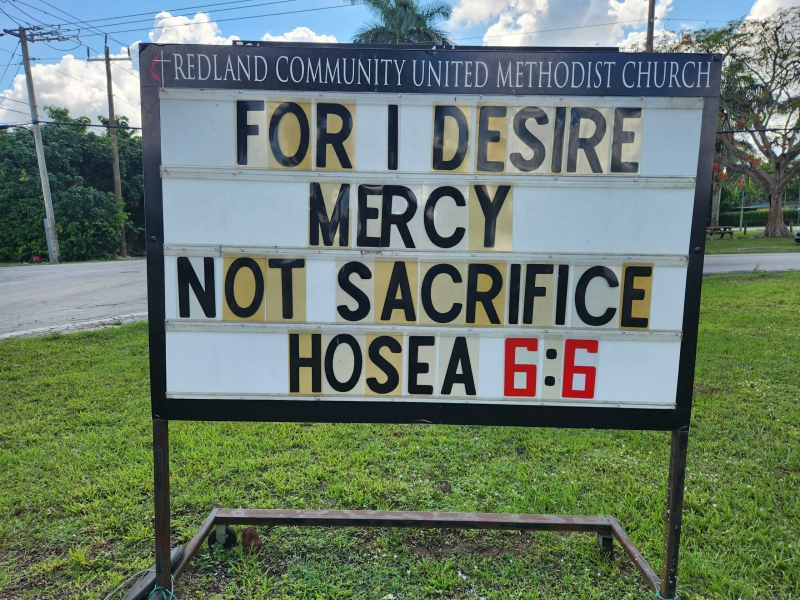 REDLAND COMMUNITY UNITED METHODIST CHURCH
FOR I DESIRE
MERCY
NOT SACRIFICE
HOSEA 6:6